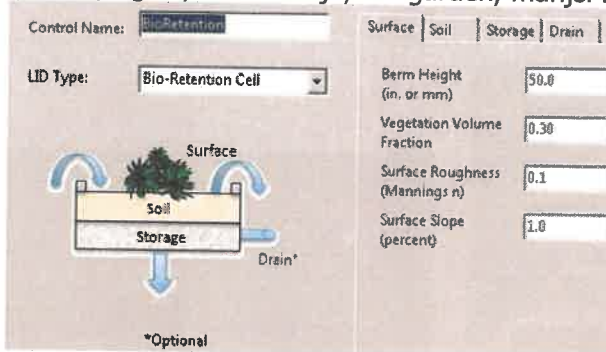 garden,
Control Name: BioRetention
LID Type: Bio-Retention Cell
Surface
Soil
Storage
Drain*
*Optional
Surface Soil Storage Drain
Berm Height
(in. or mm) 50.0
Vegetation Volume
Fraction 0.30
Surface Roughness
(Mannings n) 0.1
Surface Slope
(percent) 1.0